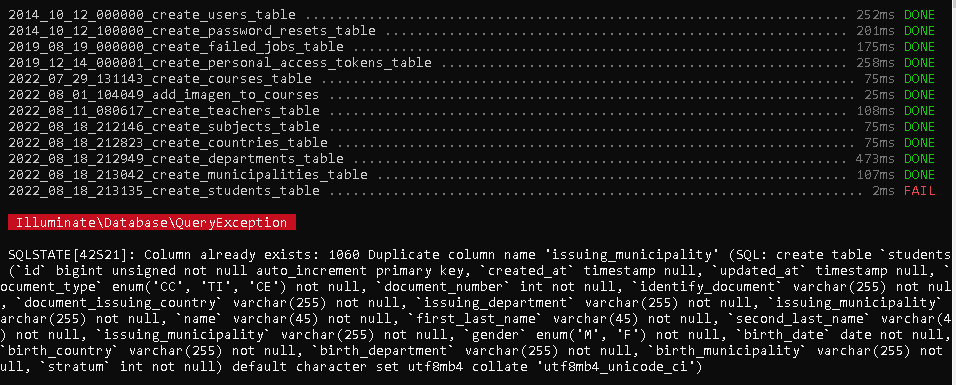 2014_10_12_000000_create_users_table ........................................................................ 252ms DONE
2014_10_12_100000_create_password_resets_table .............................................................. 201ms DONE
2019_08_19_000000_create_failed_jobs_table .................................................................. 175ms DONE
2019_12_14_000001_create_personal_access_tokens_table ....................................................... 258ms DONE
2022_07_29_131143_create_courses_table ....................................................................... 75ms DONE
2022_08_01_104049_add_imagen_to_courses ...................................................................... 25ms DONE
2022_08_11_080617_create_teachers_table ..................................................................... 108ms DONE
2022_08_18_212146_create_subjects_table ...................................................................... 75ms DONE
2022_08_18_212823_create_countries_table ..................................................................... 75ms DONE
2022_08_18_212949_create_departments_table .................................................................. 473ms DONE
2022_08_18_213042_create_municipalities_table ............................................................... 107ms DONE
2022_08_18_213135_create_students_table ....................................................................... 2ms FAIL
Illuminate\Database\QueryException
SQLSTATE[42S21]: Column already exists: 1060 Duplicate column name 'issuing_municipality' (SQL: create table `students
(`id` bigint unsigned not null auto_increment primary key, `created_at` timestamp null, `updated_at` timestamp null, `
ocument_type` enum('CC', 'TI', 'CE') not null, `document_number` int not null, `identify_document` varchar(255) not nul
, `document_issuing_country` varchar(255) not null, `issuing_department` varchar(255) not null, `issuing_municipality`
archar(255) not null, `name` varchar(45) not null, `first_last_name` varchar(45) not null, `second_last_name` varchar(4
) not null, `issuing_municipality` varchar(255) not null, `gender` enum('M', 'F') not null, `birth_date` date not null,
`birth_country` varchar(255) not null, `birth_department` varchar(255) not null, `birth_municipality` varchar(255) not
ull, `stratum` int not null) default character set utf8mb4 collate 'utf8mb4_unicode_ci')